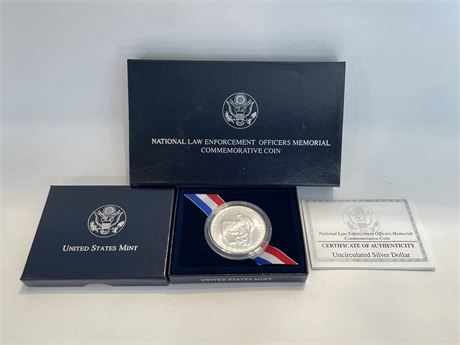 NATIONAL LAW ENFORCEMENT OFFICERS MEMORIAL
COMMEMORATIVE COIN
UNITED STATES MINT
UNITED STATES MINT
National Law Enforcement Officers Memorial
Commemorative Coin
CERTIFICATE OF AUTHENTICITY
Uncirculated Silver Dollar